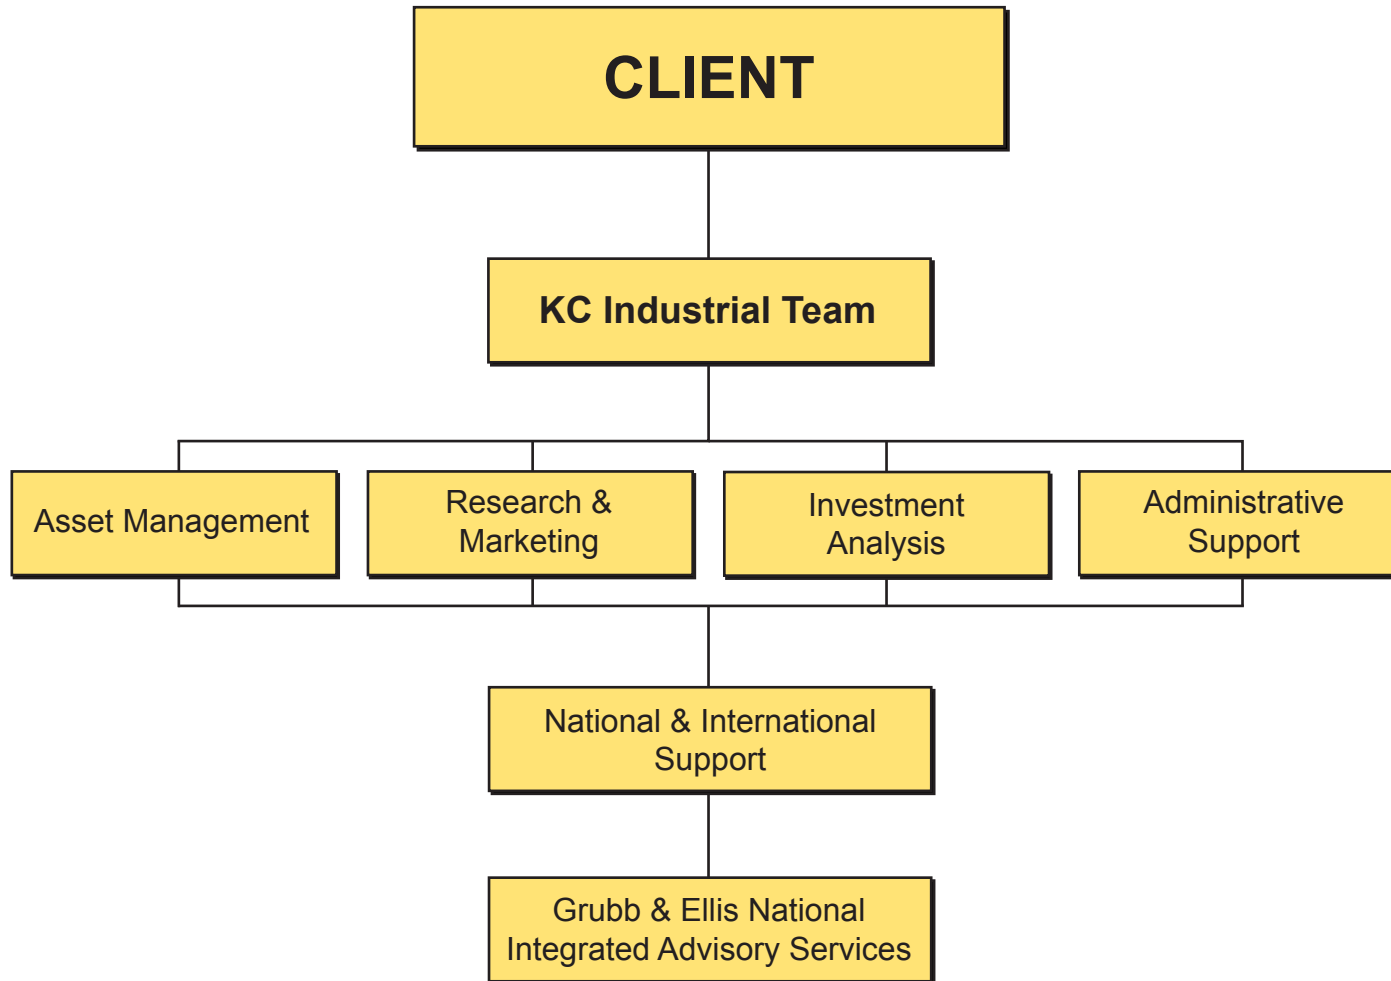 CLIENT
KC Industrial Team
Asset Management
Research &
Marketing
Investment
Analysis
Administrative
Support
National & International
Support
Grubb & Ellis National
Integrated Advisory Services